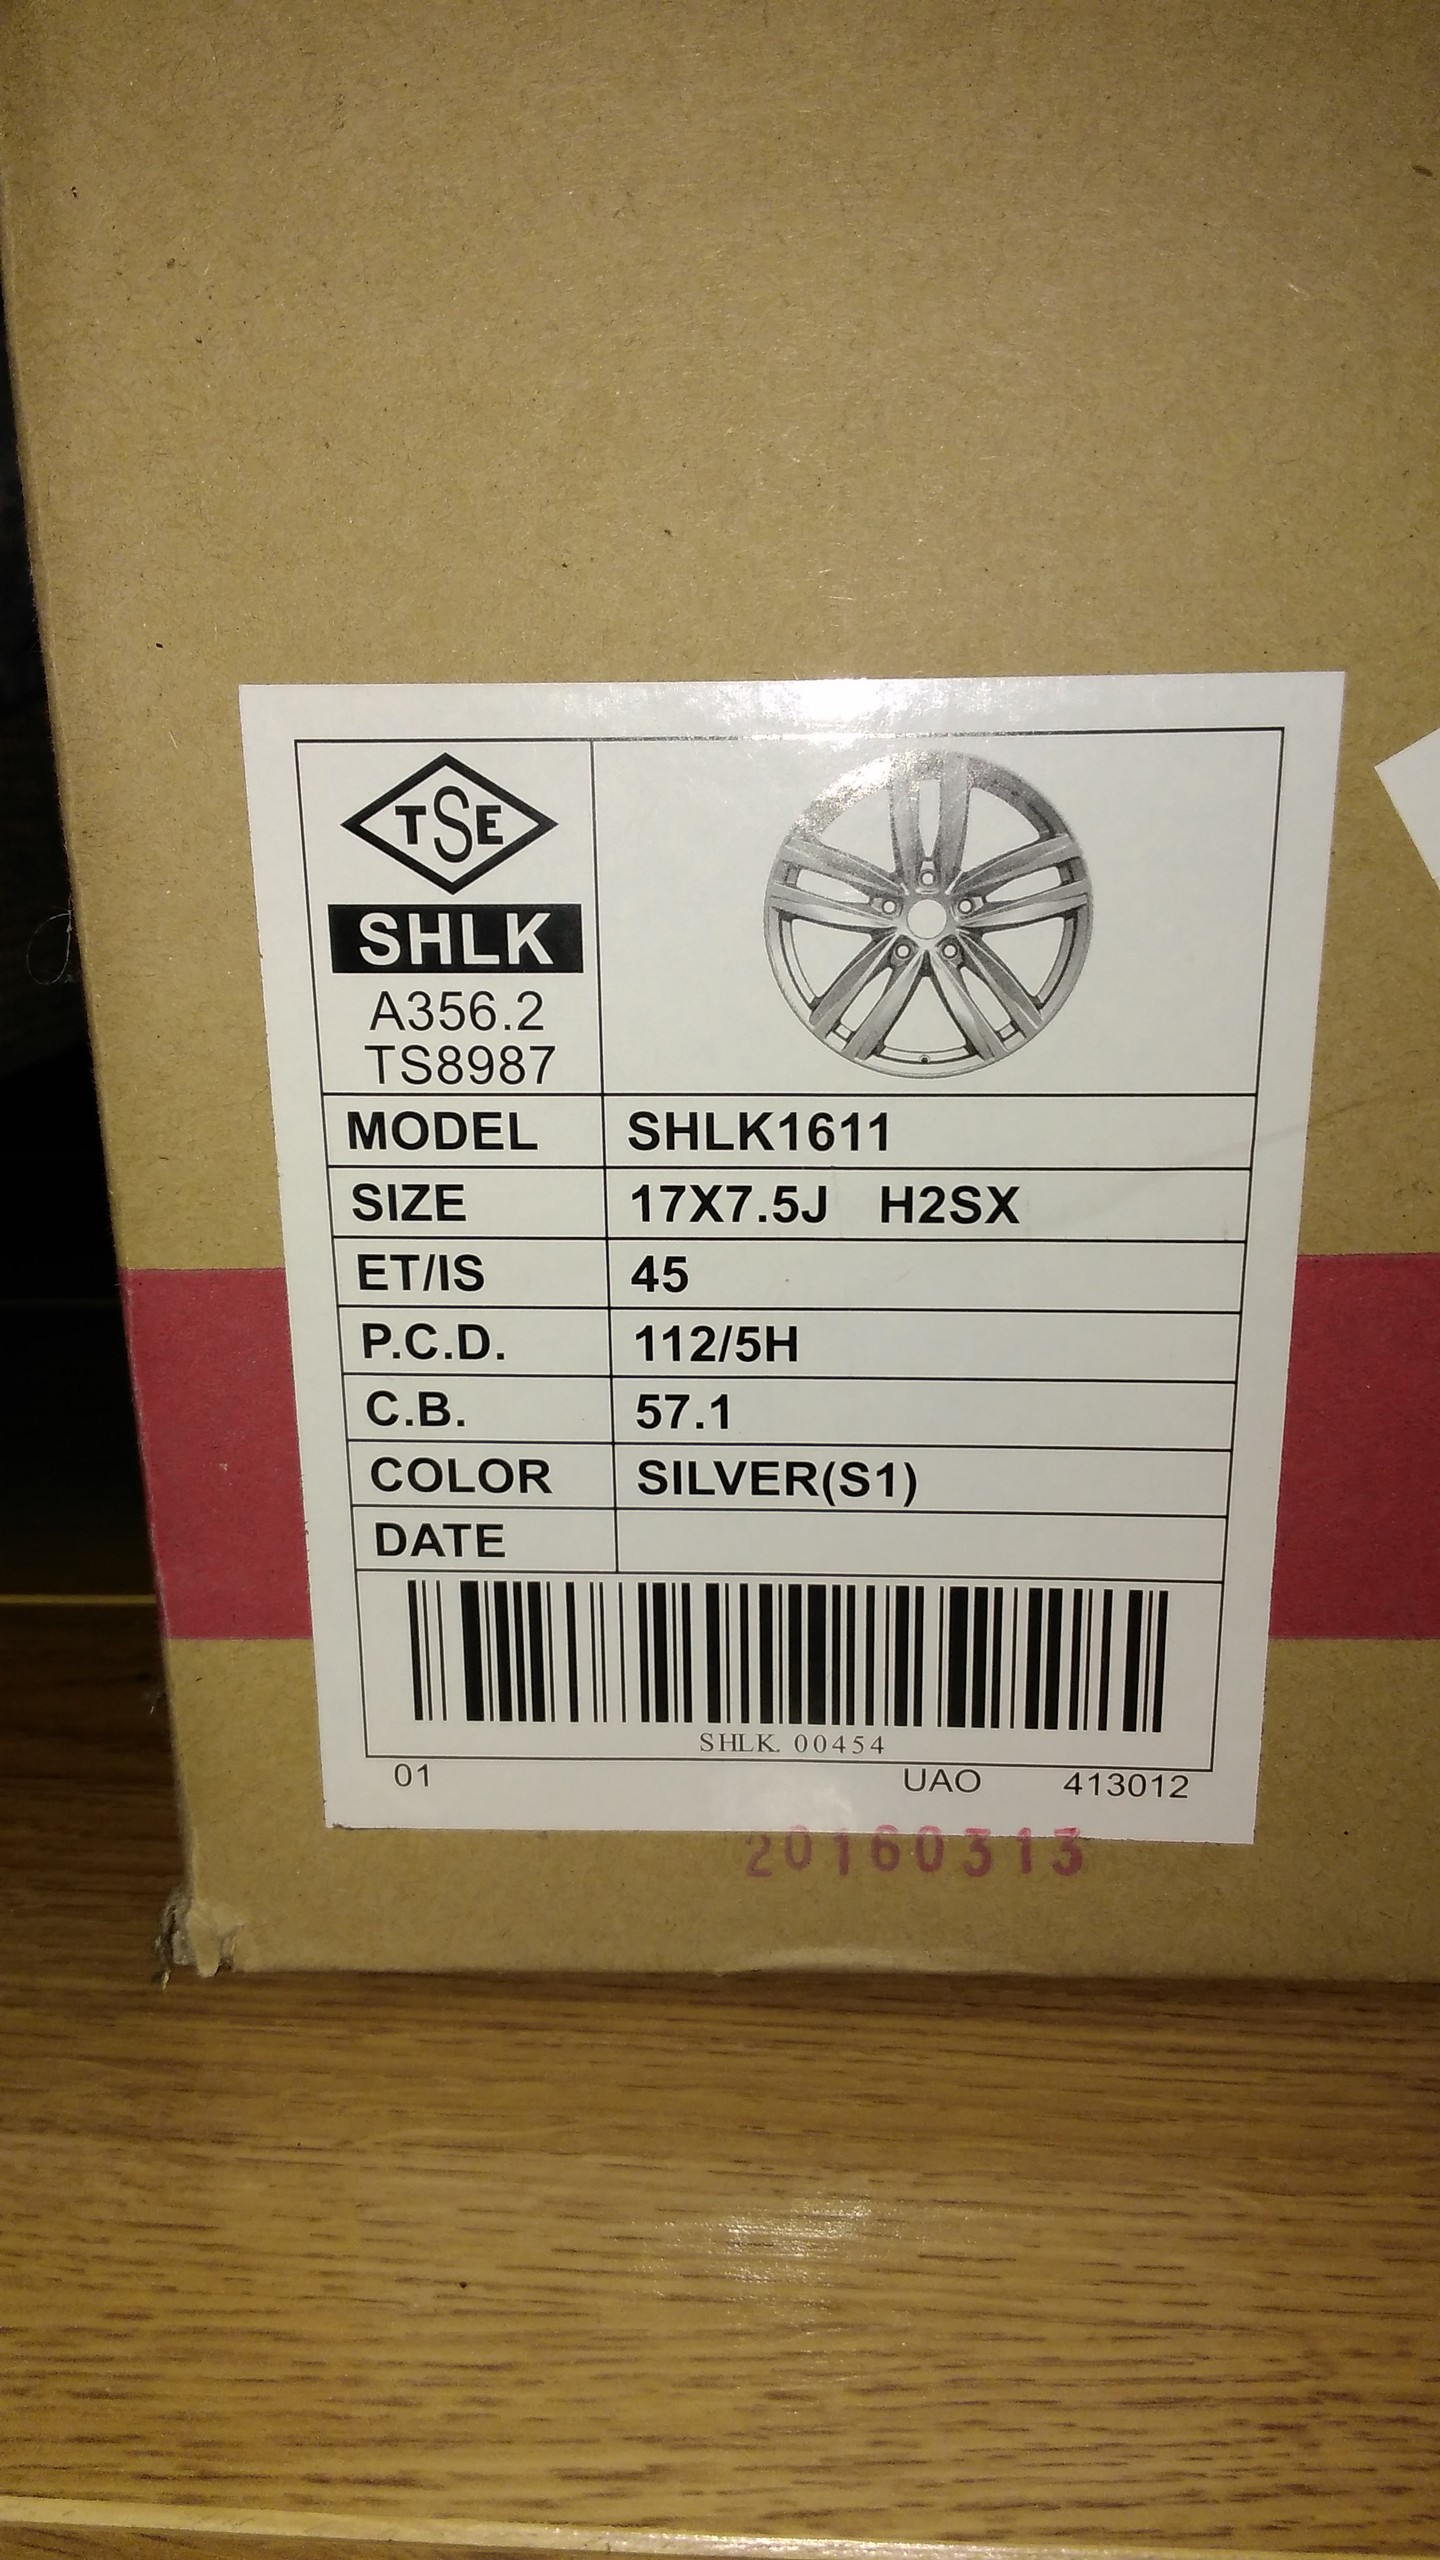 TSE
SHLK
A356.2
TS8987
MODEL SHLK1611
SIZE 17X7.5J H2SX
ET/IS 45
P.C.D. 112/5H
C.B. 57.1
COLOR SILVER(S1)
DATE
SHLK. 00454
01 UAO 413012
20160313